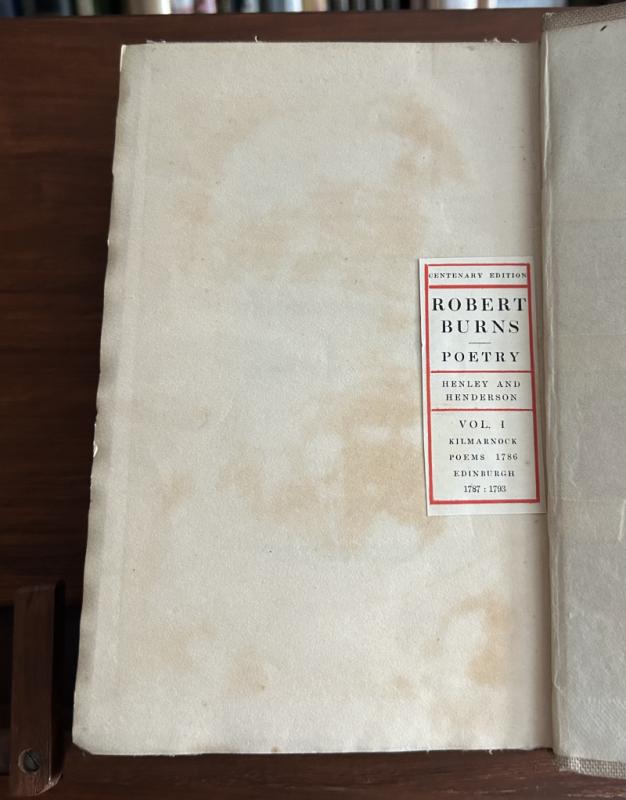 CENTENARY EDITION
ROBERT
BURNS
POETRY
HENLEY AND
HENDERSON
VOL. I
KILMARNOCK
POEMS 1786
EDINBURGH
1787 : 1793